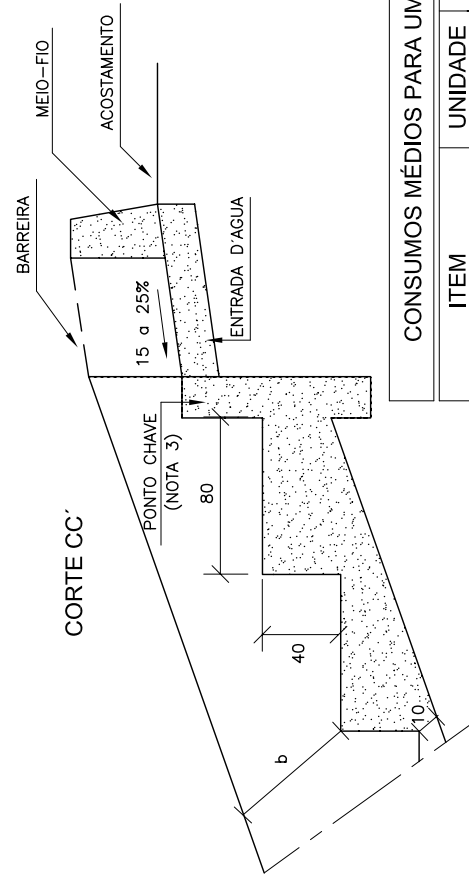 CORTE CC´
BARREIRA
MEIO-FIO
ACOSTAMENTO
15 a 25%
ENTRADA D´AGUA
PONTO CHAVE
(NOTA 3)
80
40
b
10
CONSUMOS MÉDIOS PARA UM
ITEM
UNIDADE